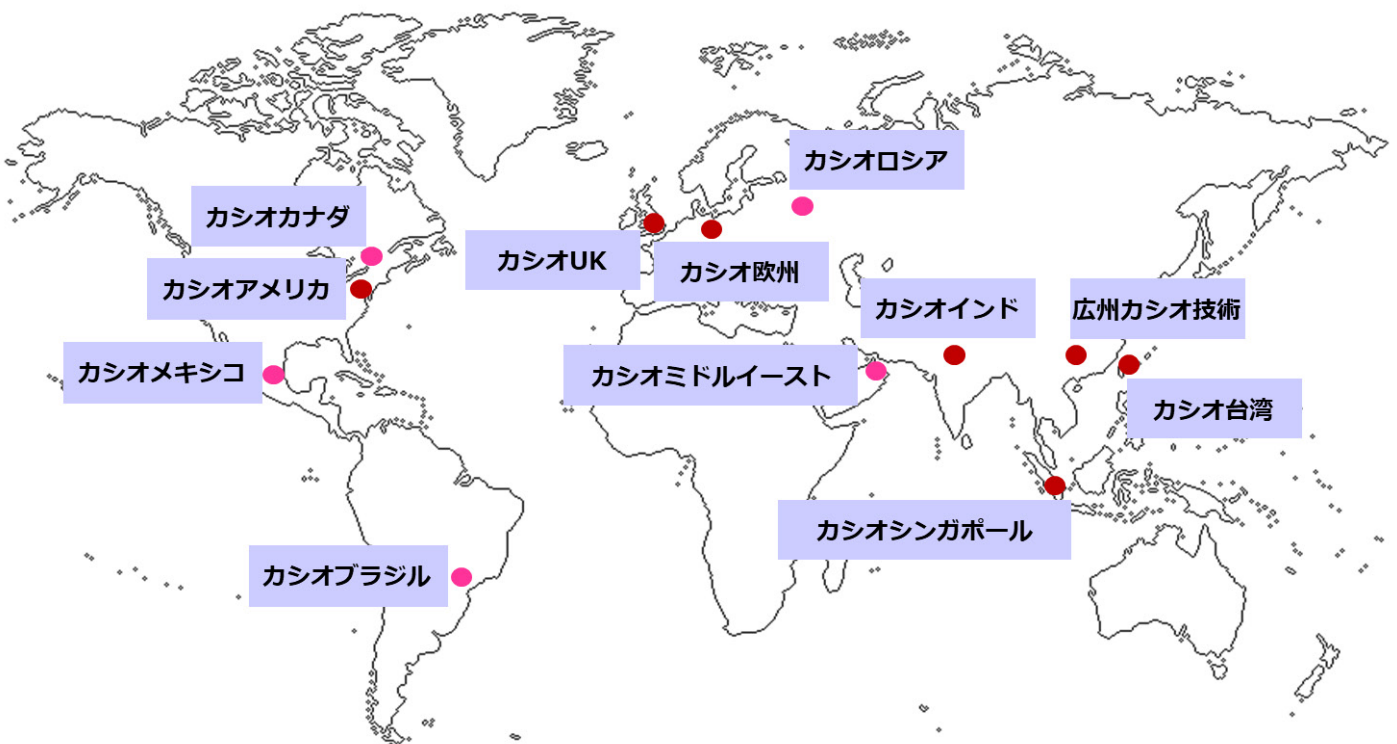 カシオロシア
カシオカナダ
カシオUK
カシオ欧州
カシオアメリカ
カシオインド
広州カシオ技術
カシオメキシコ
カシオミドルイースト
カシオ台湾
カシオシンガポール
カシオブラジル